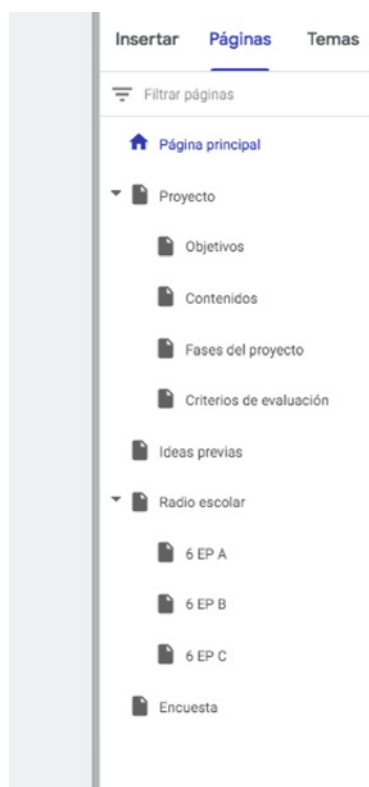 Insertar Páginas Temas
Filtrar páginas
Página principal
Proyecto
Objetivos
Contenidos
Fases del proyecto
Criterios de evaluación
Ideas previas
Radio escolar
6 EP A
6 EP B
6 EP C
Encuesta